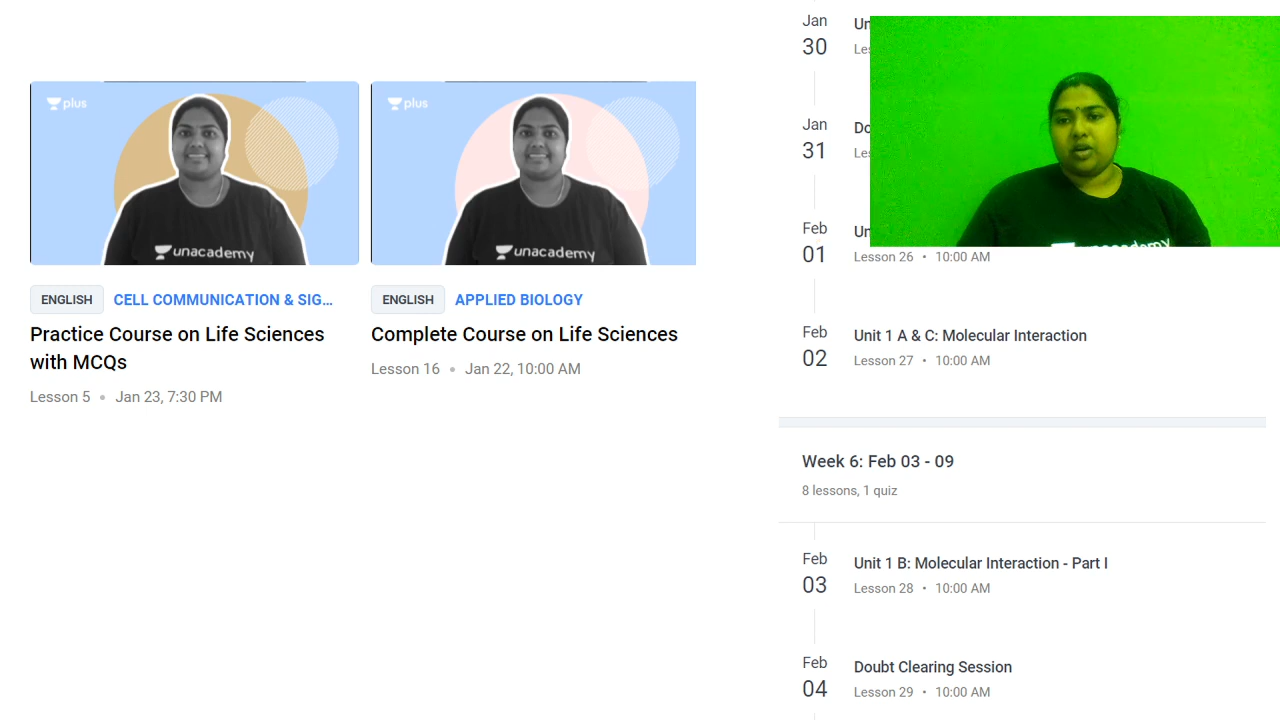 plus
unacademy
ENGLISH CELL COMMUNICATION & SIG...
Practice Course on Life Sciences
with MCQs
Lesson 5 • Jan 23, 7:30 PM
plus
unacademy
ENGLISH APPLIED BIOLOGY
Complete Course on Life Sciences
Lesson 16 • Jan 22, 10:00 AM
Jan
30
Jan
31
Feb
01
Lesson 26 • 10:00 AM
unacademy
Feb
02
Unit 1 A & C: Molecular Interaction
Lesson 27 • 10:00 AM
Week 6: Feb 03 - 09
8 lessons, 1 quiz
Feb
03
Unit 1 B: Molecular Interaction - Part I
Lesson 28 • 10:00 AM
Feb
04
Doubt Clearing Session
Lesson 29 • 10:00 AM